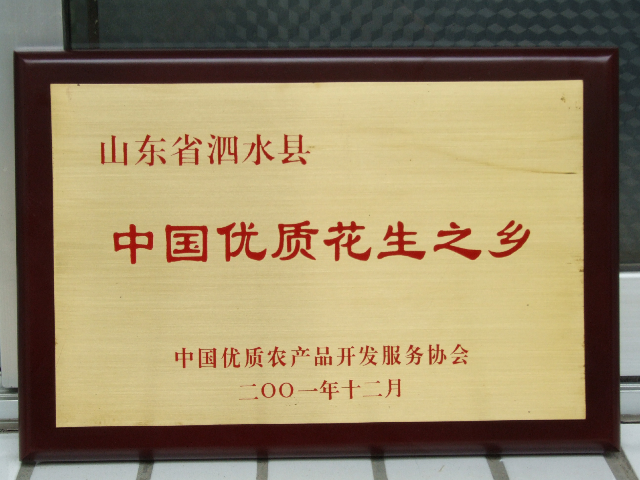 山东省泗水县
中国优质花生之乡
中国优质农产品开发服务协会
二〇〇一年十二月